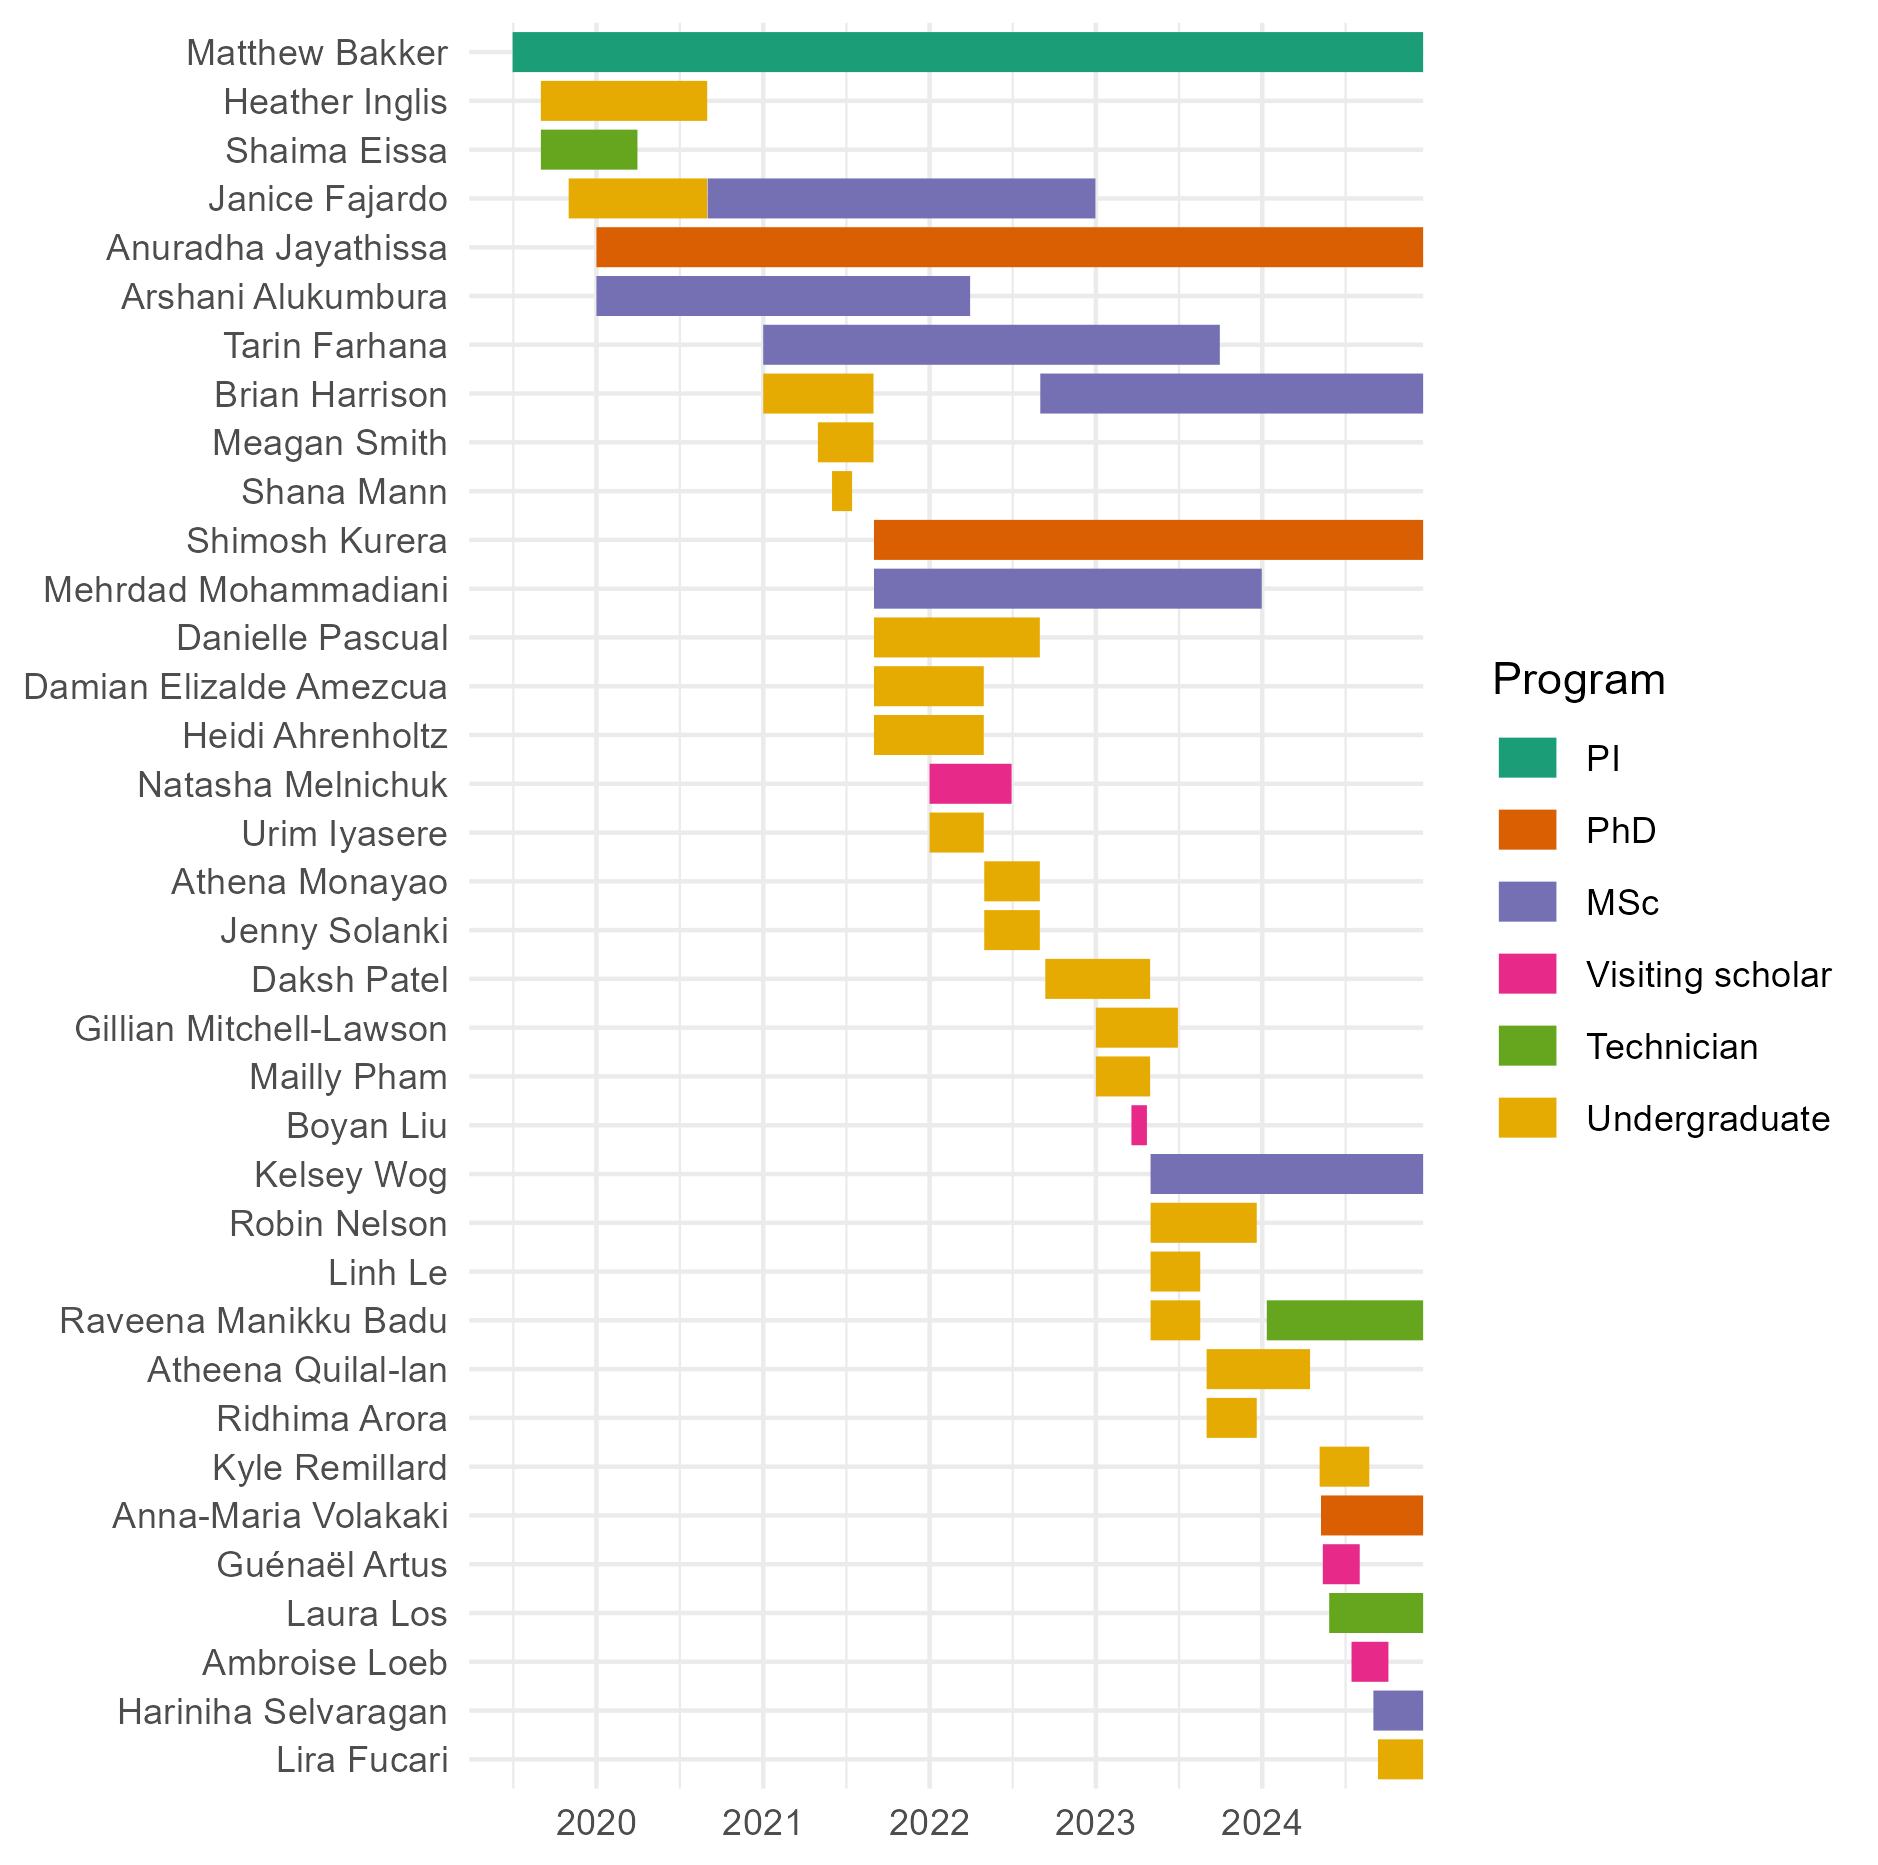 Matthew Bakker
Heather Inglis
Shaima Eissa
Janice Fajardo
Anuradha Jayathissa
Arshani Alukumbura
Tarin Farhana
Brian Harrison
Meagan Smith
Shana Mann
Shimosh Kurera
Mehrdad Mohammadiani
Danielle Pascual
Damian Elizalde Amezcua
Heidi Ahrenholtz
Natasha Melnichuk
Urim Iyasere
Athena Monayao
Jenny Solanki
Daksh Patel
Gillian Mitchell-Lawson
Mailly Pham
Boyan Liu
Kelsey Wog
Robin Nelson
Linh Le
Raveena Manikku Badu
Atheena Quilal-lan
Ridhima Arora
Kyle Remillard
Anna-Maria Volakaki
Guénaël Artus
Laura Los
Ambroise Loeb
Hariniha Selvaragan
Lira Fucari
2020 2021 2022 2023 2024
Program
PI
PhD
MSc
Visiting scholar
Technician
Undergraduate